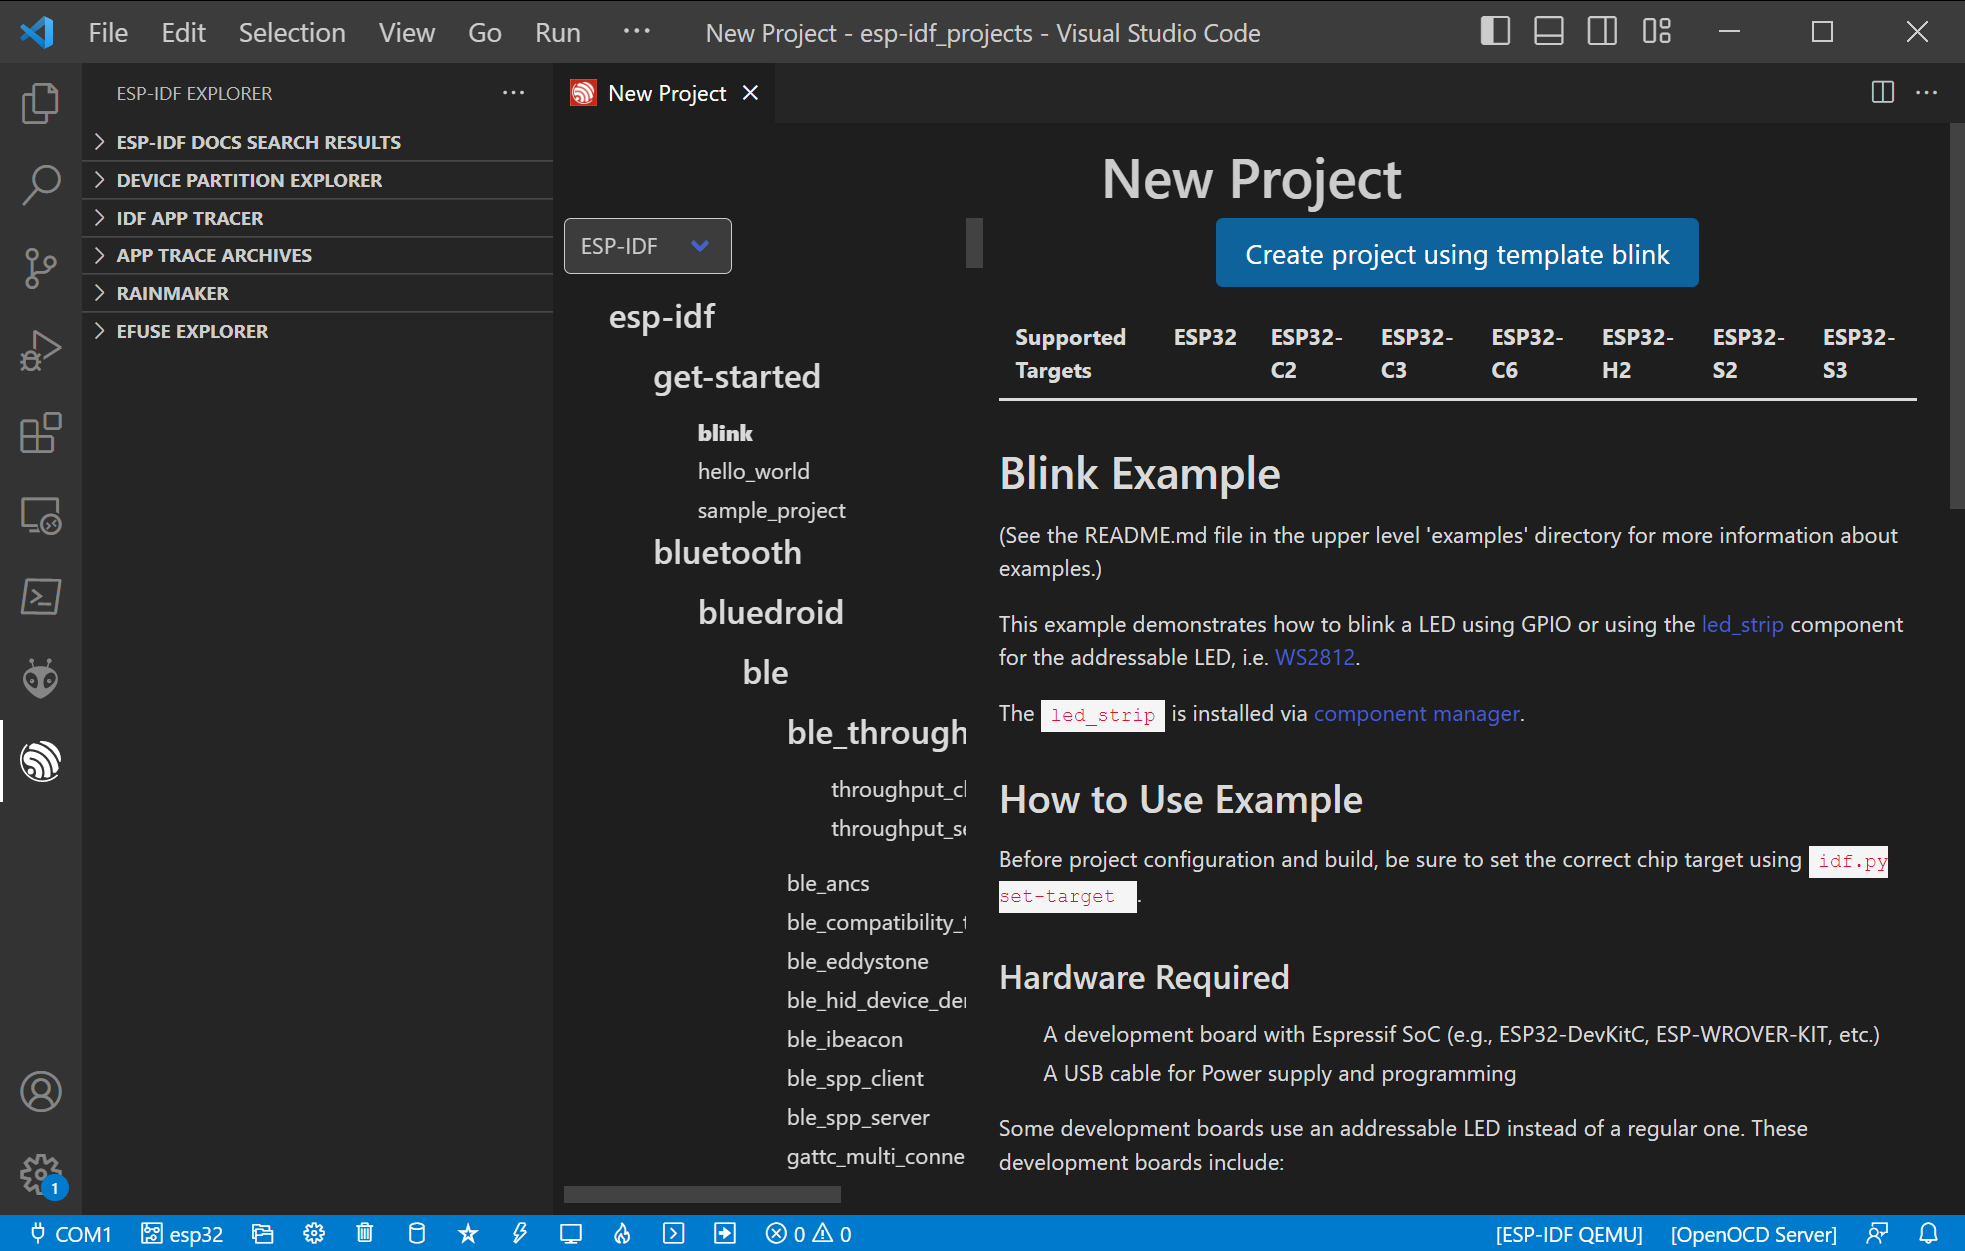 File Edit Selection View Go Run ··· New Project - esp-idf_projects - Visual Studio Code
ESP-IDF EXPLORER ···
ESP-IDF DOCS SEARCH RESULTS
DEVICE PARTITION EXPLORER
IDF APP TRACER
APP TRACE ARCHIVES
RAINMAKER
EFUSE EXPLORER
New Project
ESP-IDF
esp-idf
get-started
blink
hello_world
sample_project
bluetooth
bluedroid
ble
ble_through
throughput_cl
throughput_se
ble_ancs
ble_compatibility_t
ble_eddystone
ble_hid_device_de
ble_ibeacon
ble_spp_client
ble_spp_server
gattc_multi_conne
New Project
Create project using template blink
Supported Targets ESP32 ESP32-C2 ESP32-C3 ESP32-C6 ESP32-H2 ESP32-S2 ESP32-S3
Blink Example
(See the README.md file in the upper level 'examples' directory for more information about
examples.)
This example demonstrates how to blink a LED using GPIO or using the led_strip component
for the addressable LED, i.e. WS2812.
The led_strip is installed via component manager.
How to Use Example
Before project configuration and build, be sure to set the correct chip target using idf.py
set-target .
Hardware Required
A development board with Espressif SoC (e.g., ESP32-DevKitC, ESP-WROVER-KIT, etc.)
A USB cable for Power supply and programming
Some development boards use an addressable LED instead of a regular one. These
development boards include:
1
COM1 esp32 0 0 [ESP-IDF QEMU] [OpenOCD Server]